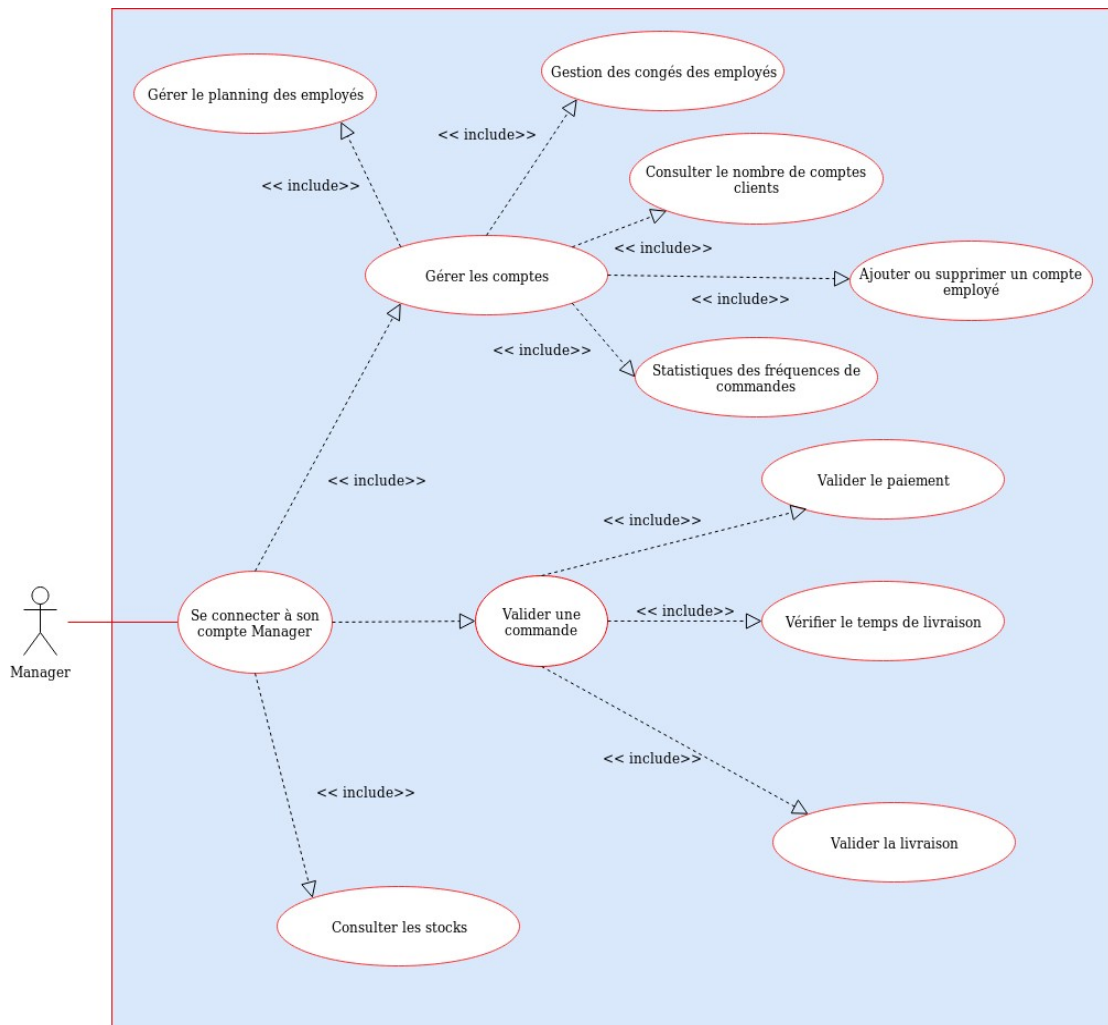 Gestion des congés des employés
Gérer le planning des employés
<< include>>
Consulter le nombre de comptes
clients
<< include>>
<< include>>
Gérer les comptes
Ajouter ou supprimer un compte
employé
<< include>>
<< include>>
Statistiques des fréquences de
commandes
<< include>>
Valider le paiement
<< include>>
Se connecter à son
compte Manager
Valider une
commande
<< include>>
Vérifier le temps de livraison
Manager
<< include>>
<< include>>
Valider la livraison
Consulter les stocks